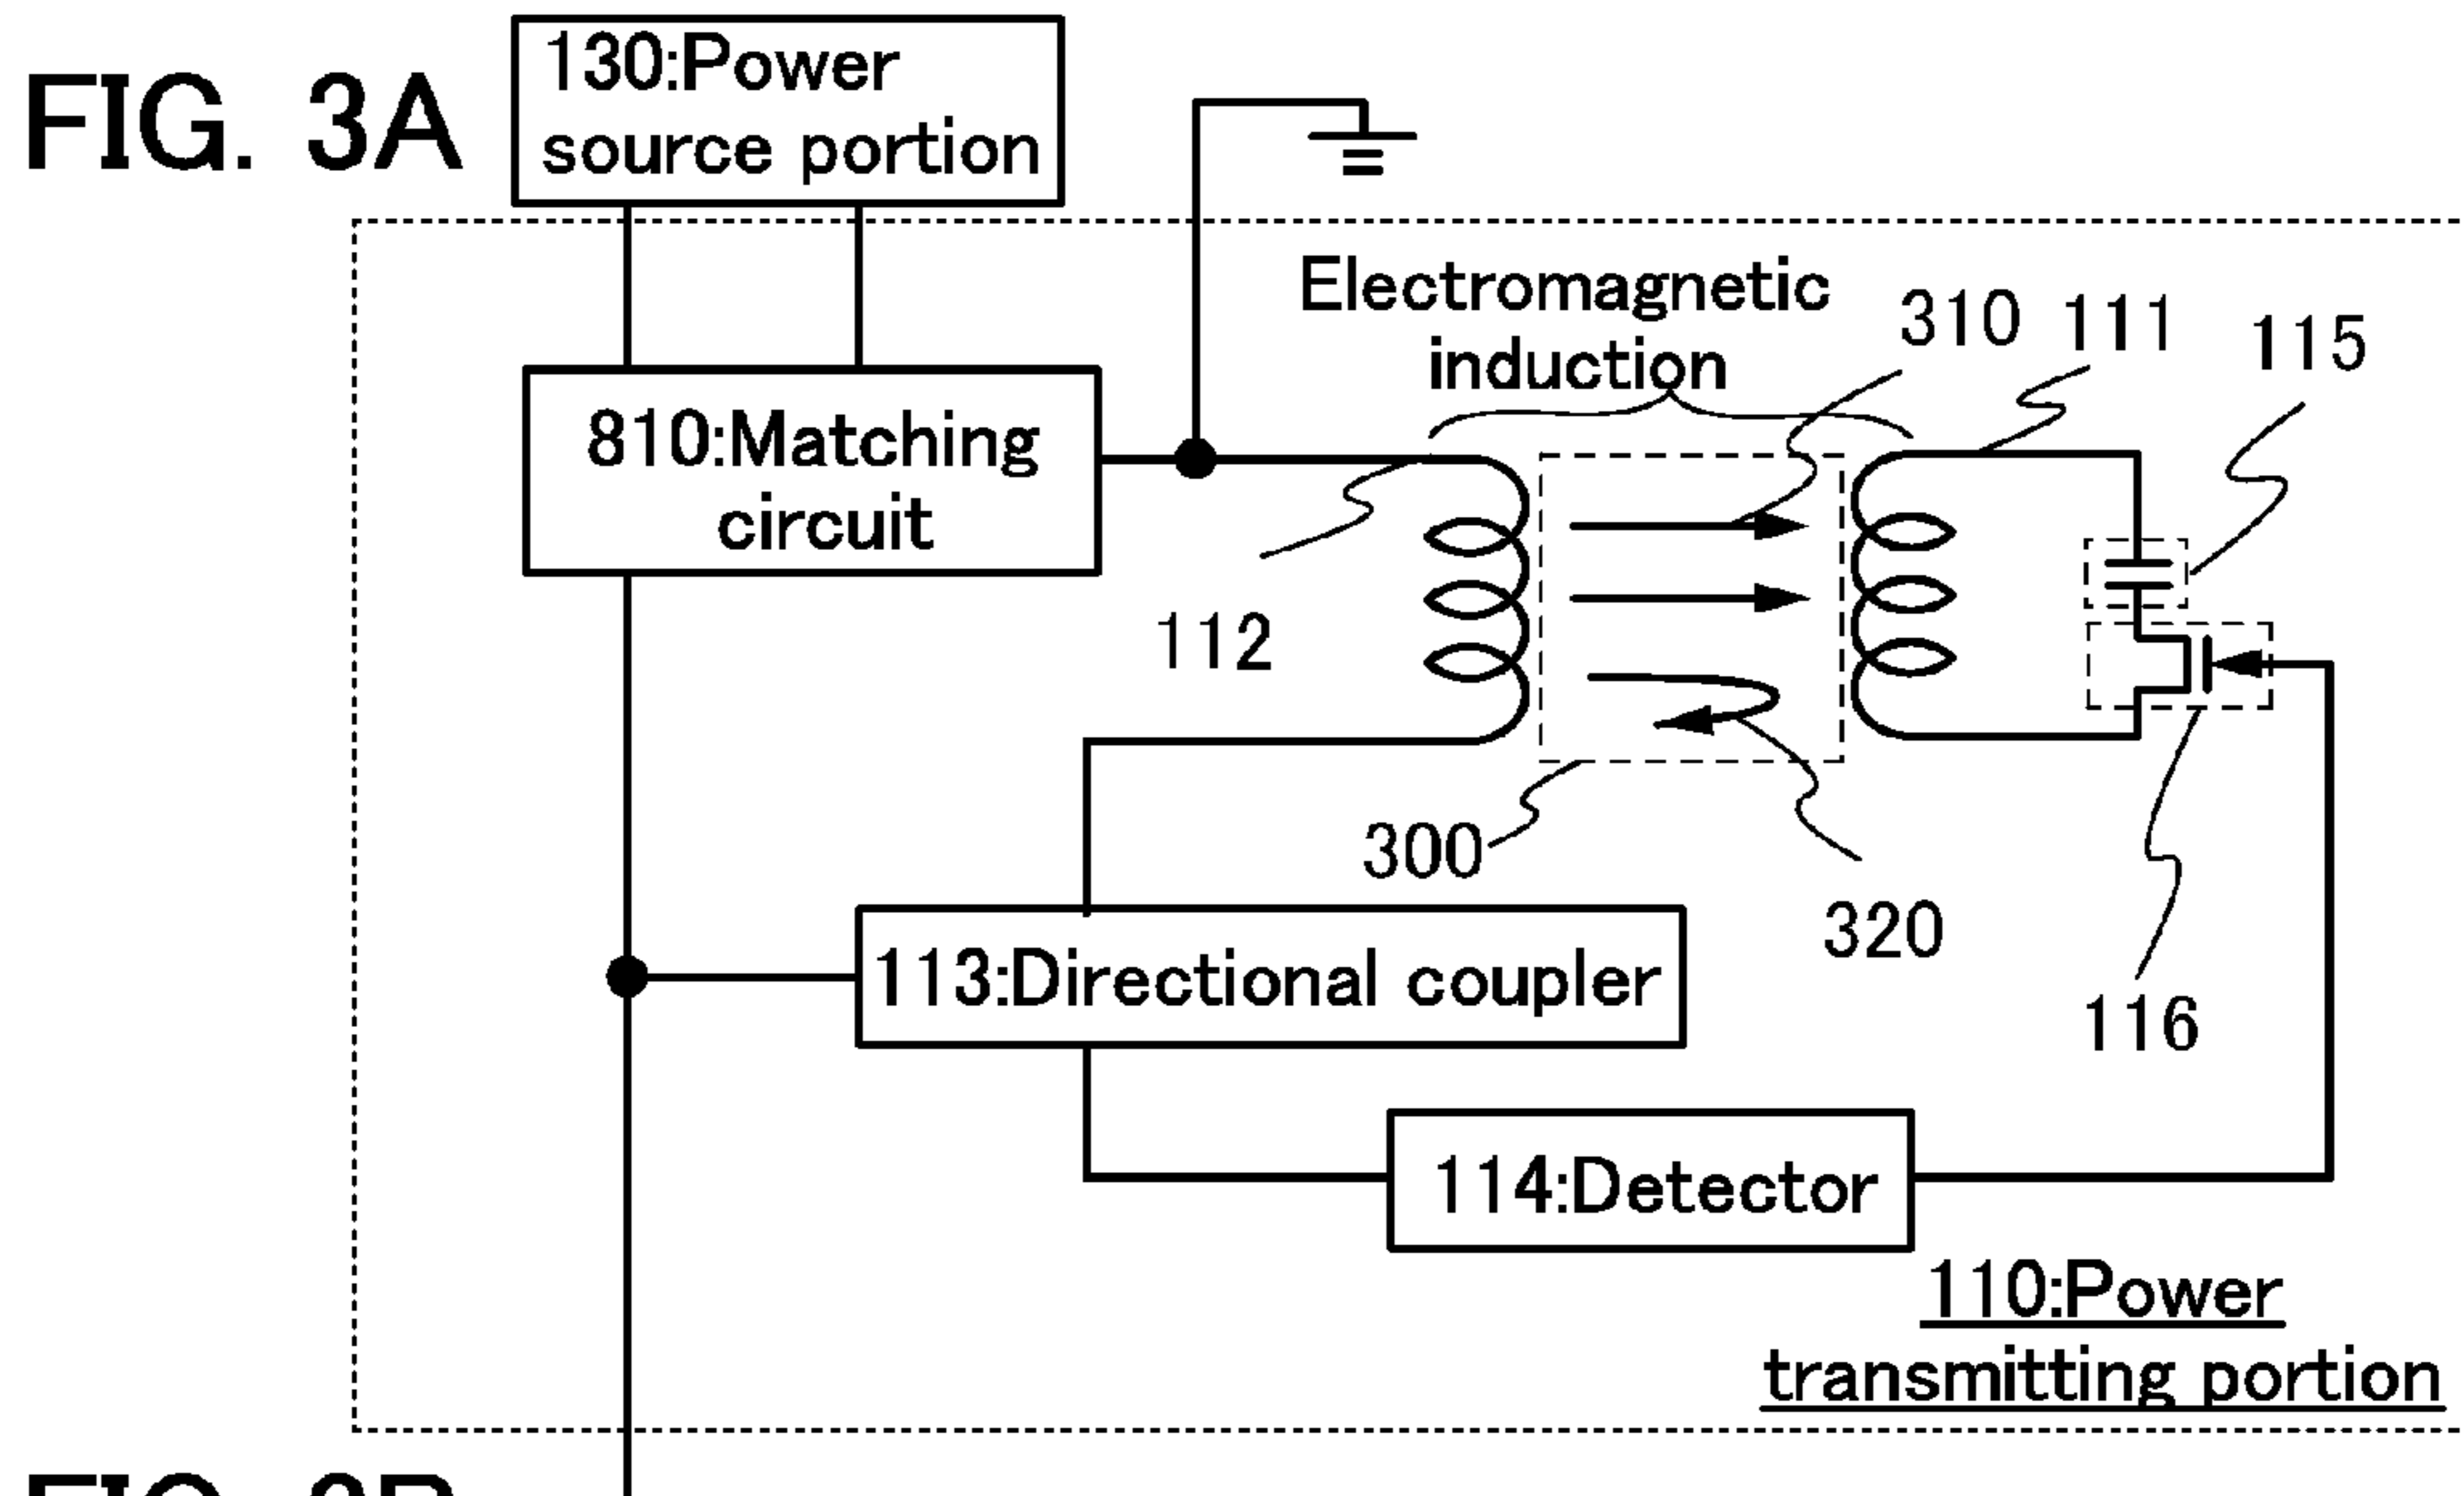 FIG. 3A
130:Power
source portion
Electromagnetic
induction
310
111
115
810:Matching
circuit
112
300
320
113:Directional coupler
116
114:Detector
110:Power
transmitting portion